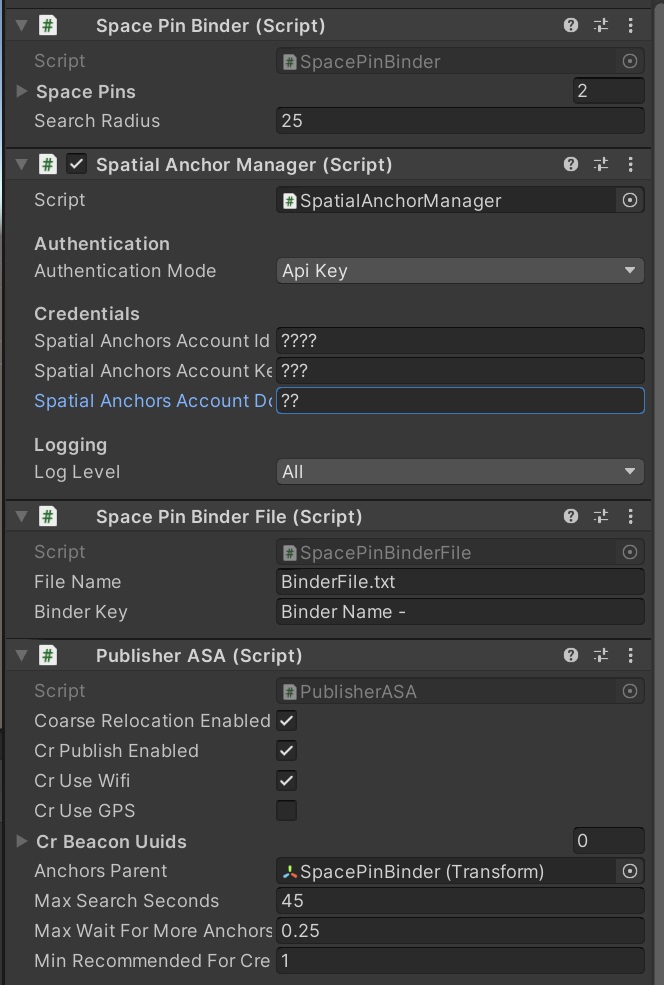 Space Pin Binder (Script)
Script SpacePinBinder
Space Pins 2
Search Radius 25
Spatial Anchor Manager (Script)
Script SpatialAnchorManager
Authentication
Authentication Mode Api Key
Credentials
Spatial Anchors Account Id ????
Spatial Anchors Account Ke ???
Spatial Anchors Account Do ??
Logging
Log Level All
Space Pin Binder File (Script)
Script SpacePinBinderFile
File Name BinderFile.txt
Binder Key Binder Name -
Publisher ASA (Script)
Script PublisherASA
Coarse Relocation Enabled
Cr Publish Enabled
Cr Use Wifi
Cr Use GPS
Cr Beacon Uuids 0
Anchors Parent SpacePinBinder (Transform)
Max Search Seconds 45
Max Wait For More Anchors 0.25
Min Recommended For Cre 1